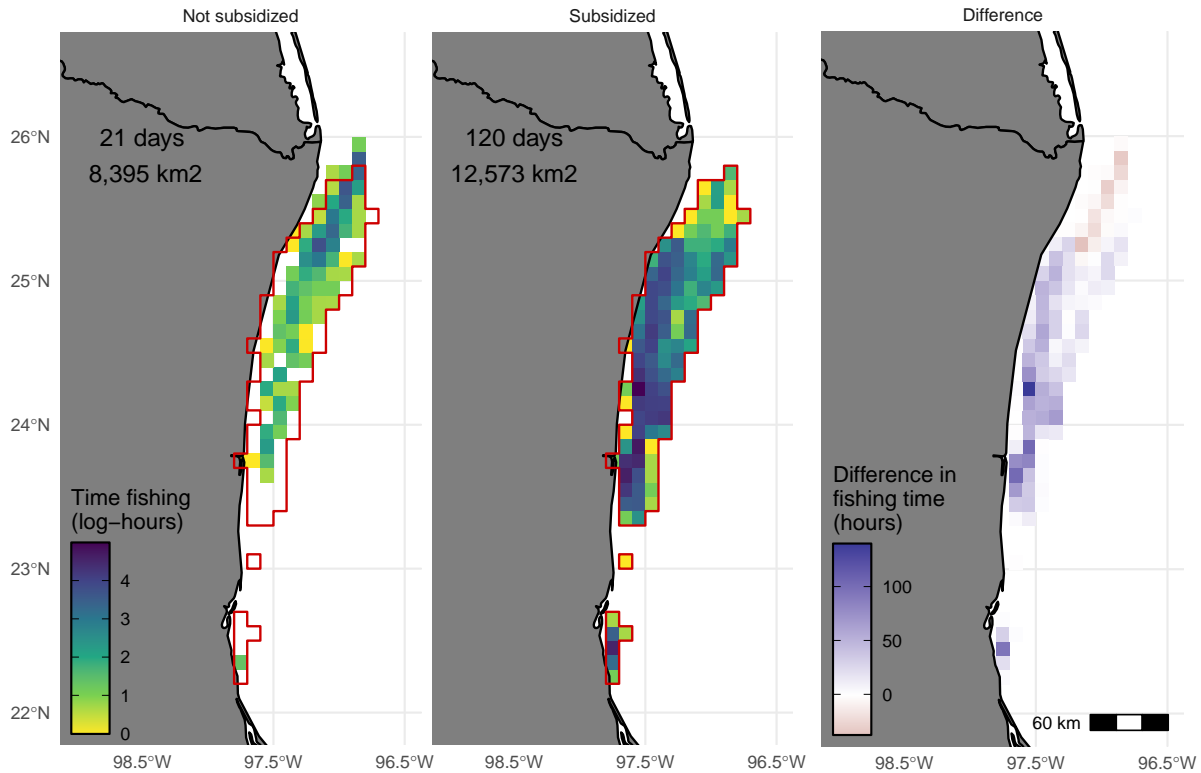 Not subsidized
Subsidized
Difference
26°N
25°N
24°N
23°N
22°N
21 days
8,395 km2
120 days
12,573 km2
Time fishing
(log−hours)
4
3
2
1
0
Difference in
fishing time
(hours)
100
50
0
60 km
98.5°W
97.5°W
96.5°W
98.5°W
97.5°W
96.5°W
98.5°W
97.5°W
96.5°W